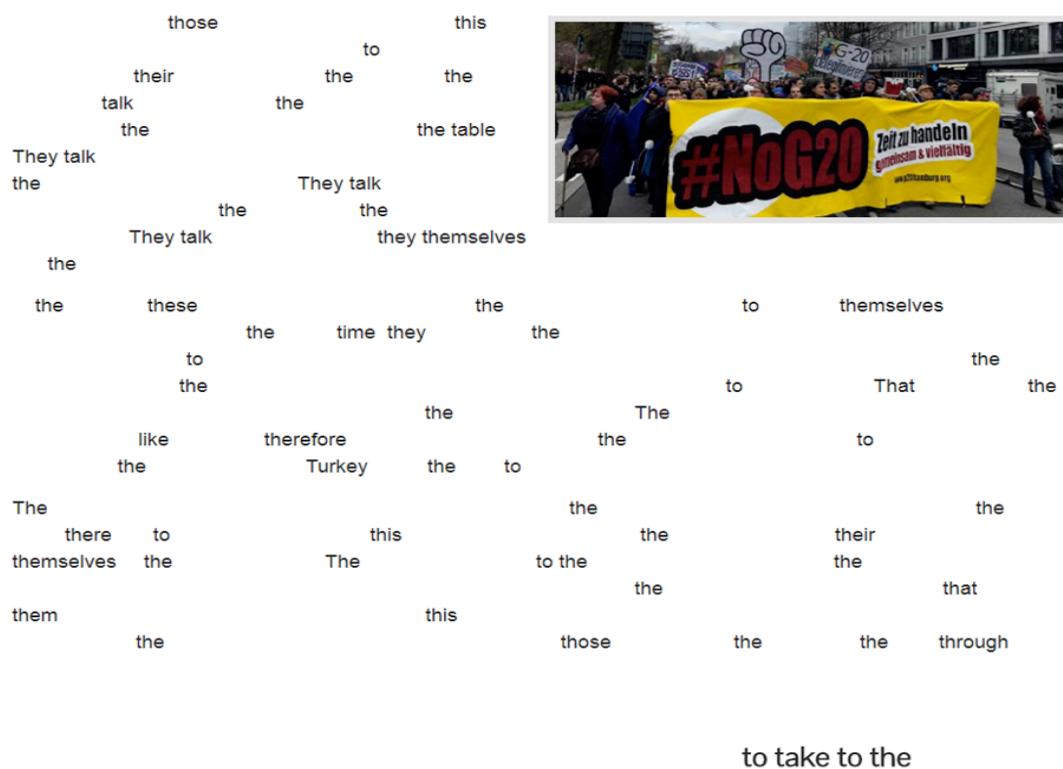 those this
to
their the the
talk the
the the table
They talk
the They talk
the the
They talk they themselves
the
G-20
#NoG20
Zeit zu handeln
gemeinsam & vielfältig
the these the to themselves
the time they the
to the
the to That the
the The
like therefore the to
the Turkey the to
The the the
there to this the their
themselves the The to the the
the that
them this
the those the the through
to take to the